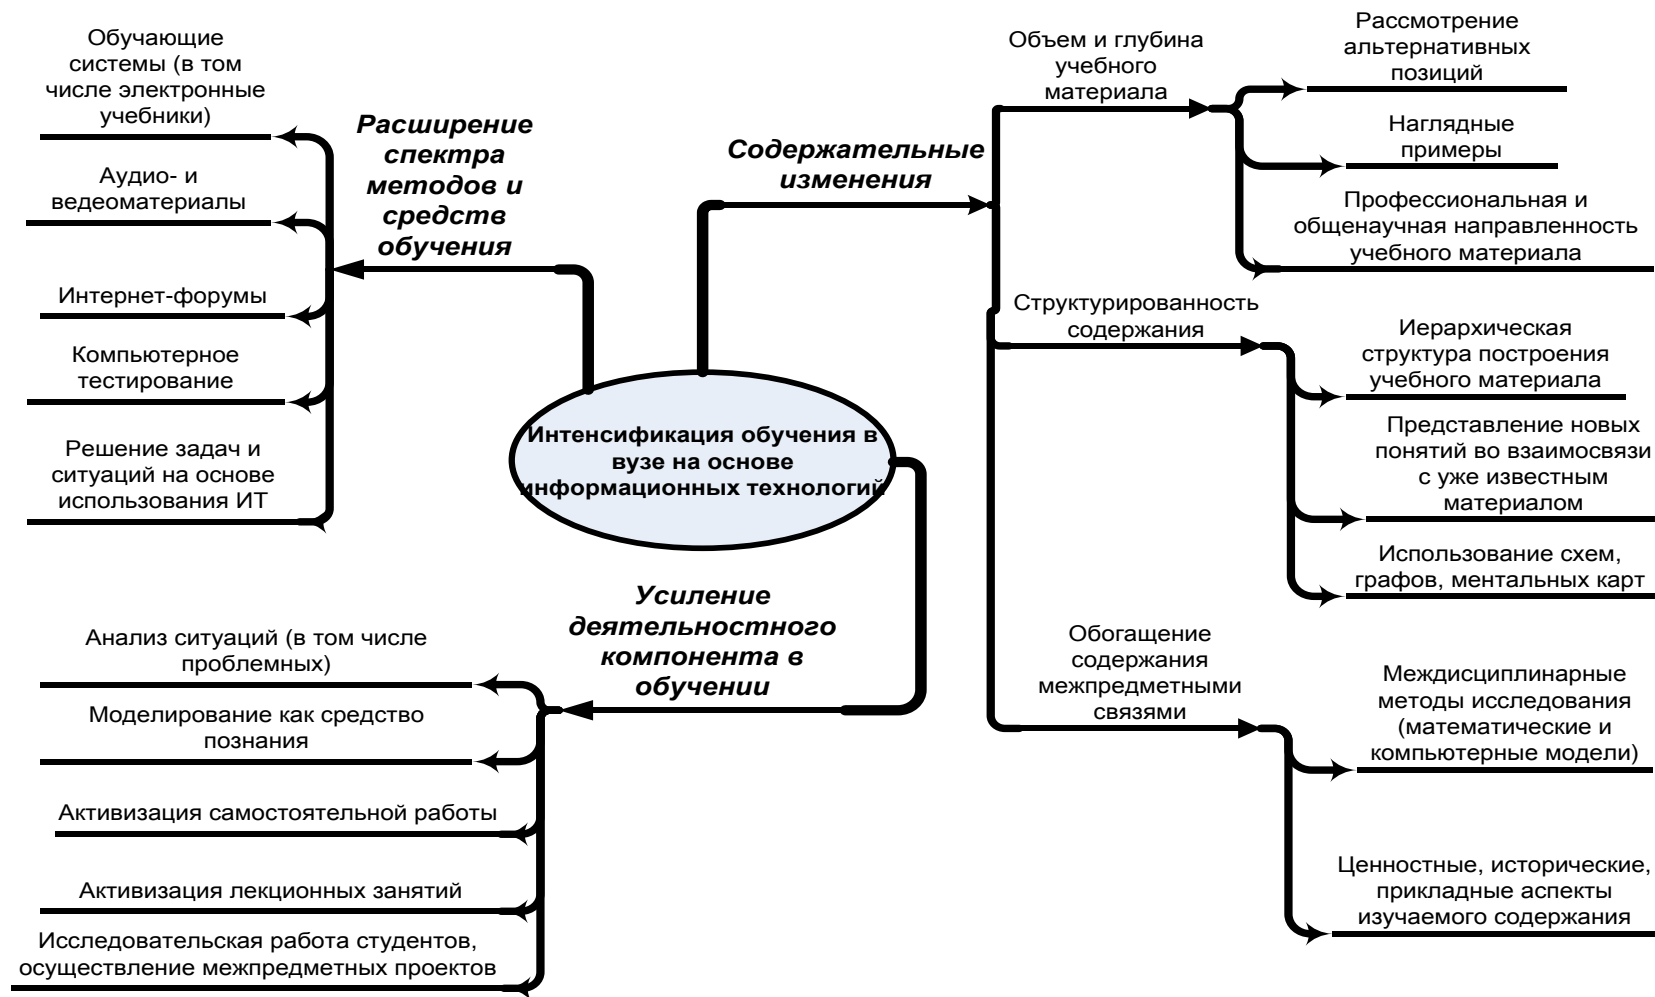 Обучающие
системы (в том
числе электронные
учебники)
Аудио- и
ведеоматериалы
Интернет-форумы
Компьютерное
тестирование
Решение задач и
ситуаций на основе
использования ИТ
Расширение
спектра
методов и
средств
обучения
Содержательные
изменения
Объем и глубина
учебного
материала
Рассмотрение
альтернативных
позиций
Наглядные
примеры
Профессиональная и
общенаучная направленность
учебного материала
Структурированность
содержания
Иерархическая
структура построения
учебного материала
Представление новых
понятий во взаимосвязи
с уже известным
материалом
Использование схем,
графов, ментальных карт
Интенсификация обучения в
вузе на основе
информационных технологий
Усиление
деятельностного
компонента в
обучении
Анализ ситуаций (в том числе
проблемных)
Моделирование как средство
познания
Активизация самостоятельной работы
Активизация лекционных занятий
Исследовательская работа студентов,
осуществление межпредметных проектов
Обогащение
содержания
межпредметными
связями
Междисциплинарные
методы исследования
(математические и
компьютерные модели)
Ценностные, исторические,
прикладные аспекты
изучаемого содержания